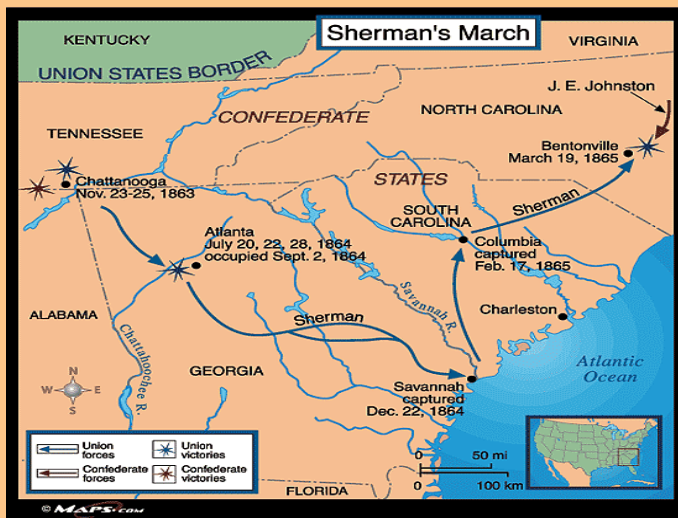 Sherman's March
KENTUCKY
VIRGINIA
UNION STATES BORDER
J. E. Johnston
CONFEDERATE
NORTH CAROLINA
TENNESSEE
Bentonville
March 19, 1865
Chattanooga
Nov. 23-25, 1863
STATES
Sherman
SOUTH
CAROLINA
Atlanta
July 20, 22, 28, 1864
occupied Sept. 2, 1864
Columbia
captured
Feb. 17, 1865
Savannah R.
Charleston
ALABAMA
Chattahoochee R.
Sherman
GEORGIA
Atlantic
Ocean
N
W E
S
Savannah
captured
Dec. 22, 1864
Union
forces
Union
victories
Confederate
forces
Confederate
victories
0 50 mi
0 100 km
FLORIDA
© MAPS.COM